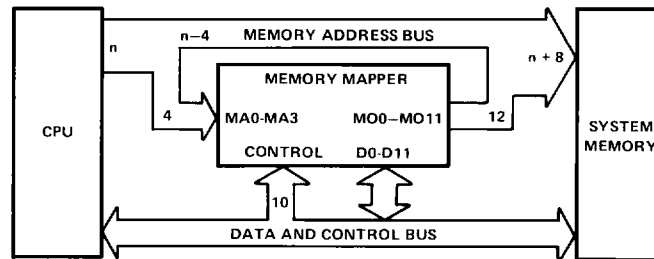 n
n–4
MEMORY ADDRESS BUS
n + 8
MEMORY MAPPER
4
MA0-MA3
MO0–MO11
12
CPU
SYSTEM
MEMORY
CONTROL
D0-D11
10
DATA AND CONTROL BUS